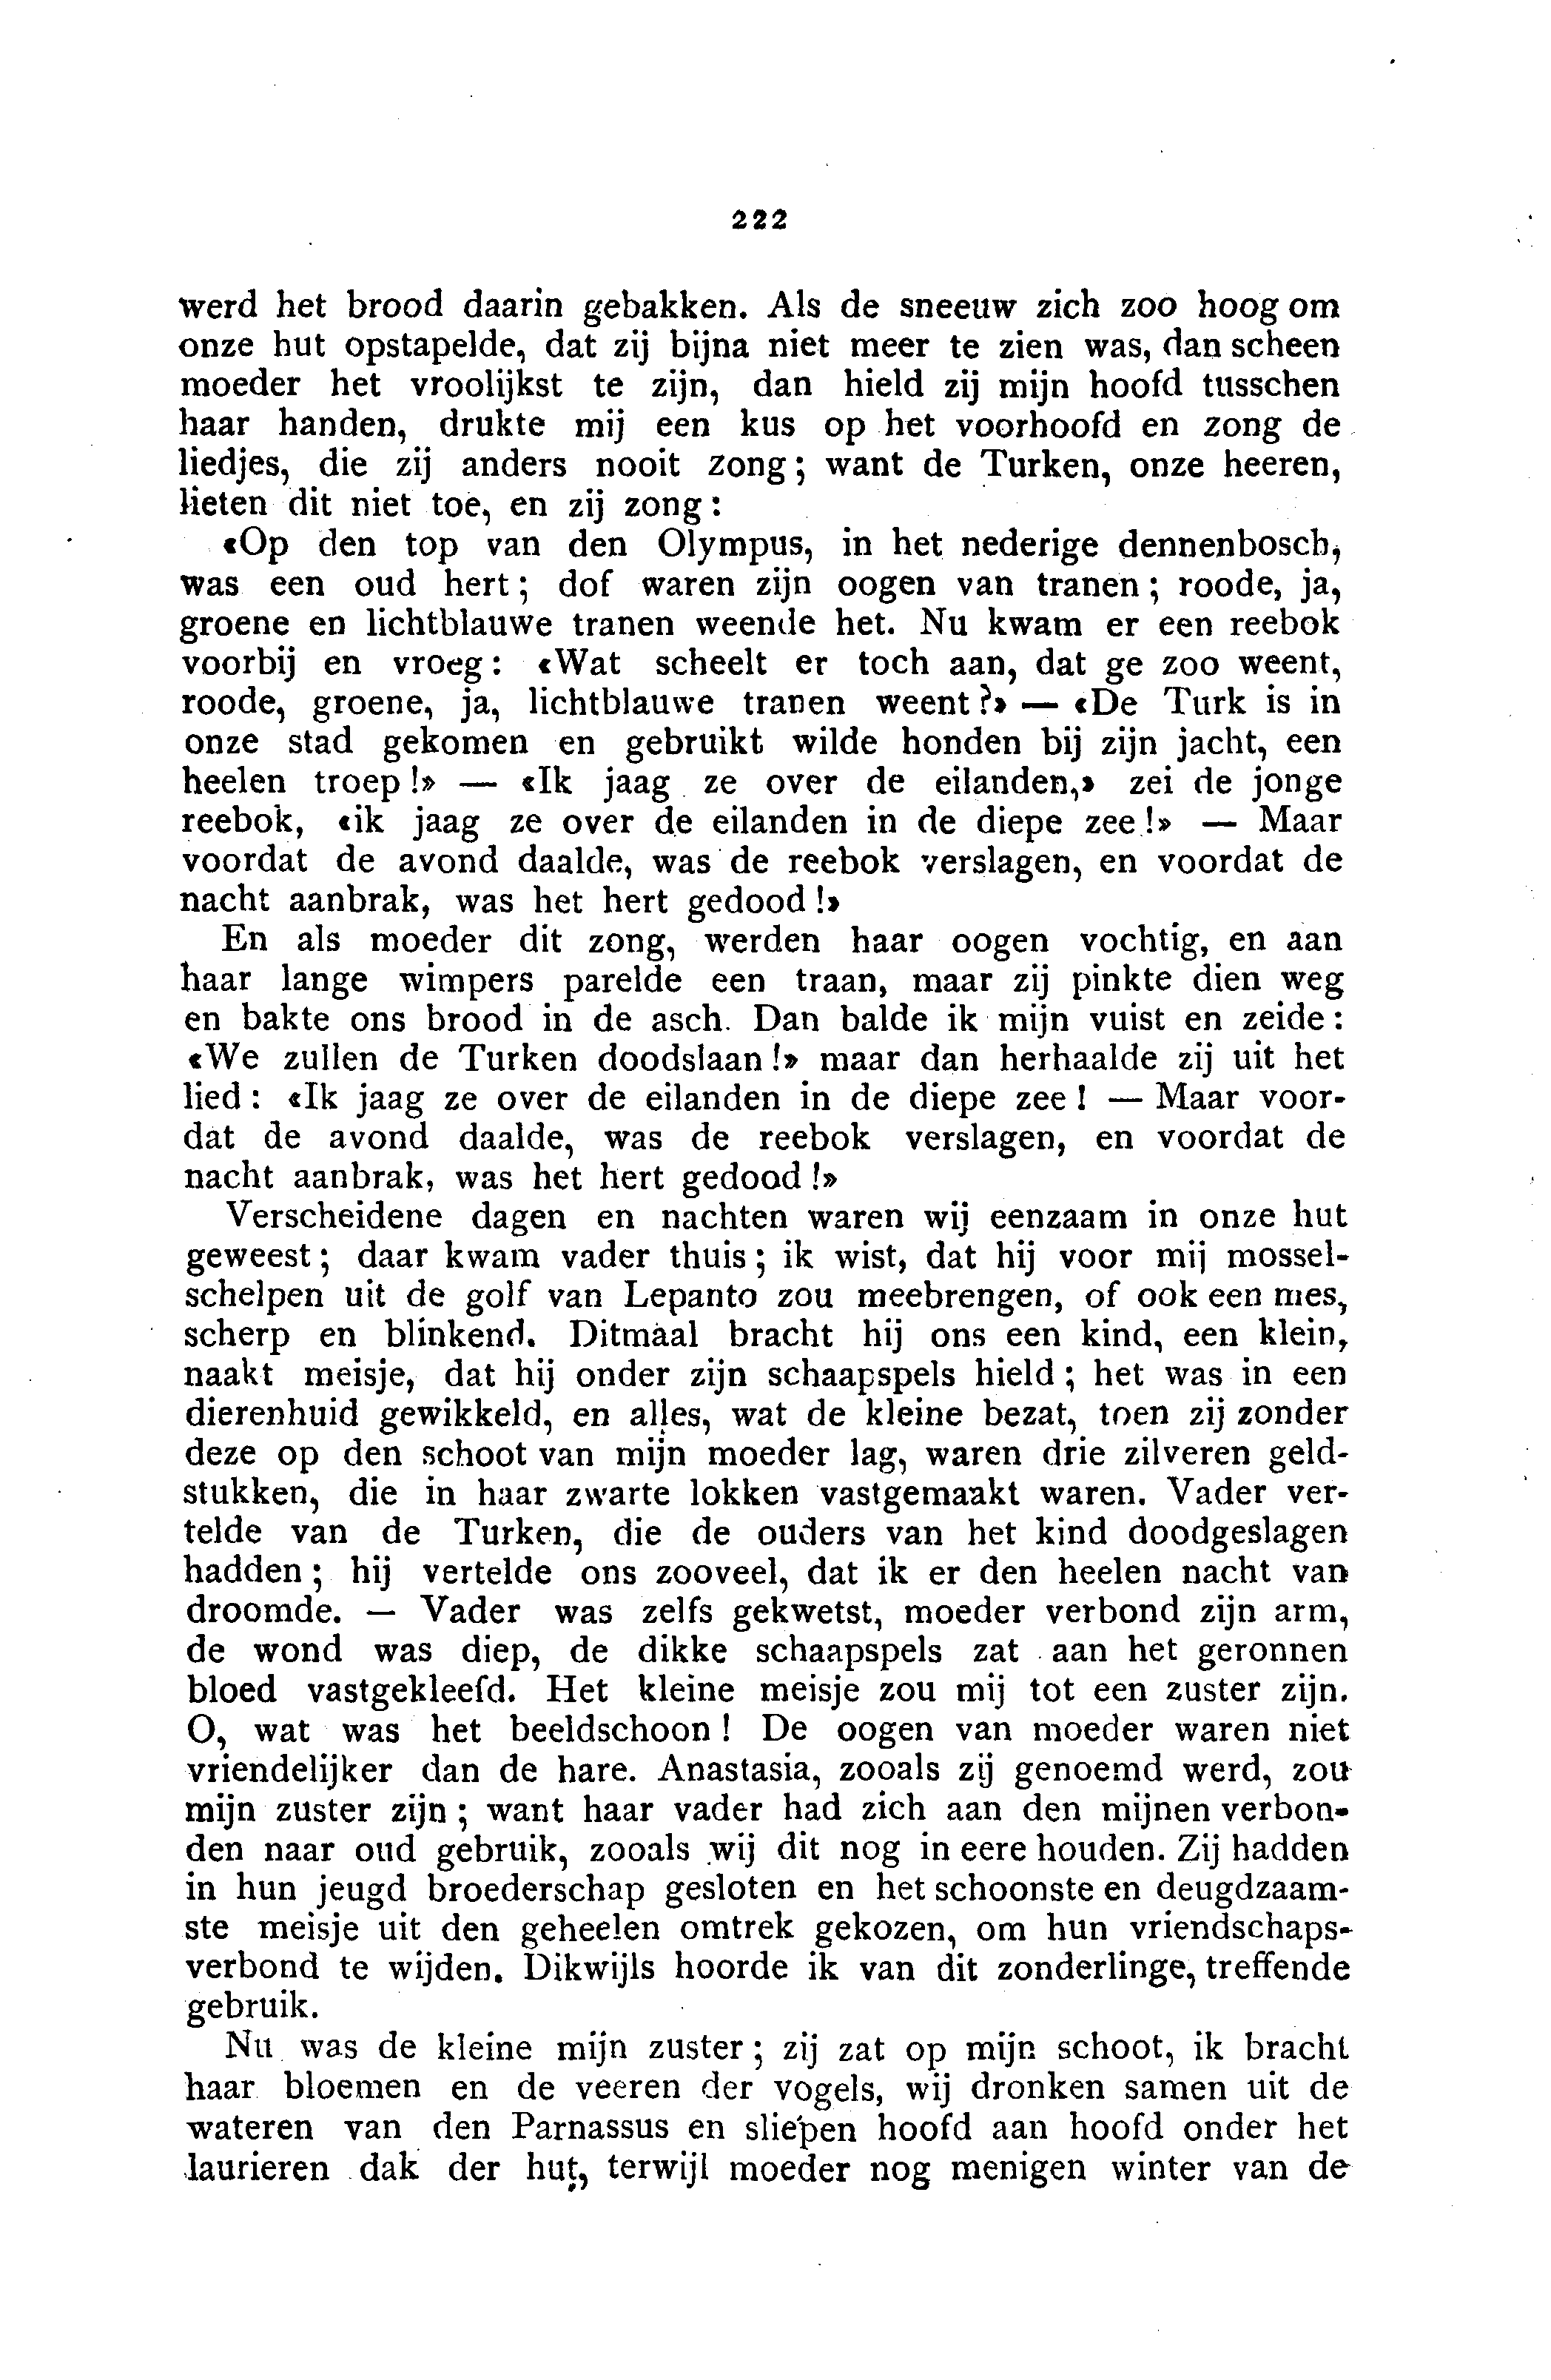 222
werd het brood daarin gebakken. Als de sneeuw zich zoo hoog om
onze hut opstapelde, dat zij bijna niet meer te zien was, dan scheen
moeder het vroolijkst te zijn, dan hield zij mijn hoofd tusschen
haar handen, drukte mij een kus op het voorhoofd en zong de
liedjes, die zij anders nooit zong; want de Turken, onze heeren,
lieten dit niet toe, en zij zong:
«Op den top van den Olympus, in het nederige dennenbosch,
was een oud hert; dof waren zijn oogen van tranen; roode, ja,
groene en lichtblauwe tranen weende het. Nu kwam er een reebok
voorbij en vroeg: «Wat scheelt er toch aan, dat ge zoo weent,
roode, groene, ja, lichtblauwe tranen weent?» — «De Turk is in
onze stad gekomen en gebruikt wilde honden bij zijn jacht, een
heelen troep!» — «Ik jaag ze over de eilanden,» zei de jonge
reebok, «ik jaag ze over de eilanden in de diepe zee!» — Maar
voordat de avond daalde, was de reebok verslagen, en voordat de
nacht aanbrak, was het hert gedood!»
En als moeder dit zong, werden haar oogen vochtig, en aan
haar lange wimpers parelde een traan, maar zij pinkte dien weg
en bakte ons brood in de asch. Dan balde ik mijn vuist en zeide:
«We zullen de Turken doodslaan!» maar dan herhaalde zij uit het
lied: «Ik jaag ze over de eilanden in de diepe zee! — Maar voor-
dat de avond daalde, was de reebok verslagen, en voordat de
nacht aanbrak, was het hert gedood!»
Verscheidene dagen en nachten waren wij eenzaam in onze hut
geweest; daar kwam vader thuis; ik wist, dat hij voor mij mossel-
schelpen uit de golf van Lepanto zou meebrengen, of ook een mes,
scherp en blinkend. Ditmaal bracht hij ons een kind, een klein,
naakt meisje, dat hij onder zijn schaapspels hield; het was in een
dierenhuid gewikkeld, en alles, wat de kleine bezat, toen zij zonder
deze op den schoot van mijn moeder lag, waren drie zilveren geld-
stukken, die in haar zwarte lokken vastgemaakt waren. Vader ver-
telde van de Turken, die de ouders van het kind doodgeslagen
hadden; hij vertelde ons zooveel, dat ik er den heelen nacht van
droomde. — Vader was zelfs gekwetst, moeder verbond zijn arm,
de wond was diep, de dikke schaapspels zat aan het geronnen
bloed vastgekleefd. Het kleine meisje zou mij tot een zuster zijn.
O, wat was het beeldschoon! De oogen van moeder waren niet
vriendelijker dan de hare. Anastasia, zooals zij genoemd werd, zou
mijn zuster zijn; want haar vader had zich aan den mijnen verbon-
den naar oud gebruik, zooals wij dit nog in eere houden. Zij hadden
in hun jeugd broederschap gesloten en het schoonste en deugdzaam-
ste meisje uit den geheelen omtrek gekozen, om hun vriendschaps-
verbond te wijden. Dikwijls hoorde ik van dit zonderlinge, treffende
gebruik.
Nu was de kleine mijn zuster; zij zat op mijn schoot, ik bracht
haar bloemen en de veeren der vogels, wij dronken samen uit de
wateren van den Parnassus en sliepen hoofd aan hoofd onder het
laurieren dak der hut, terwijl moeder nog menigen winter van de